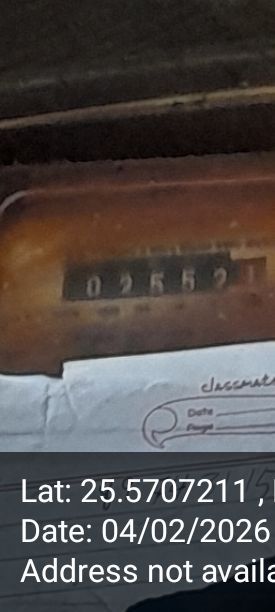 0 2 5 5 2
classmate
Date
Page
Lat: 25.5707211 ,
Date: 04/02/2026
Address not availa